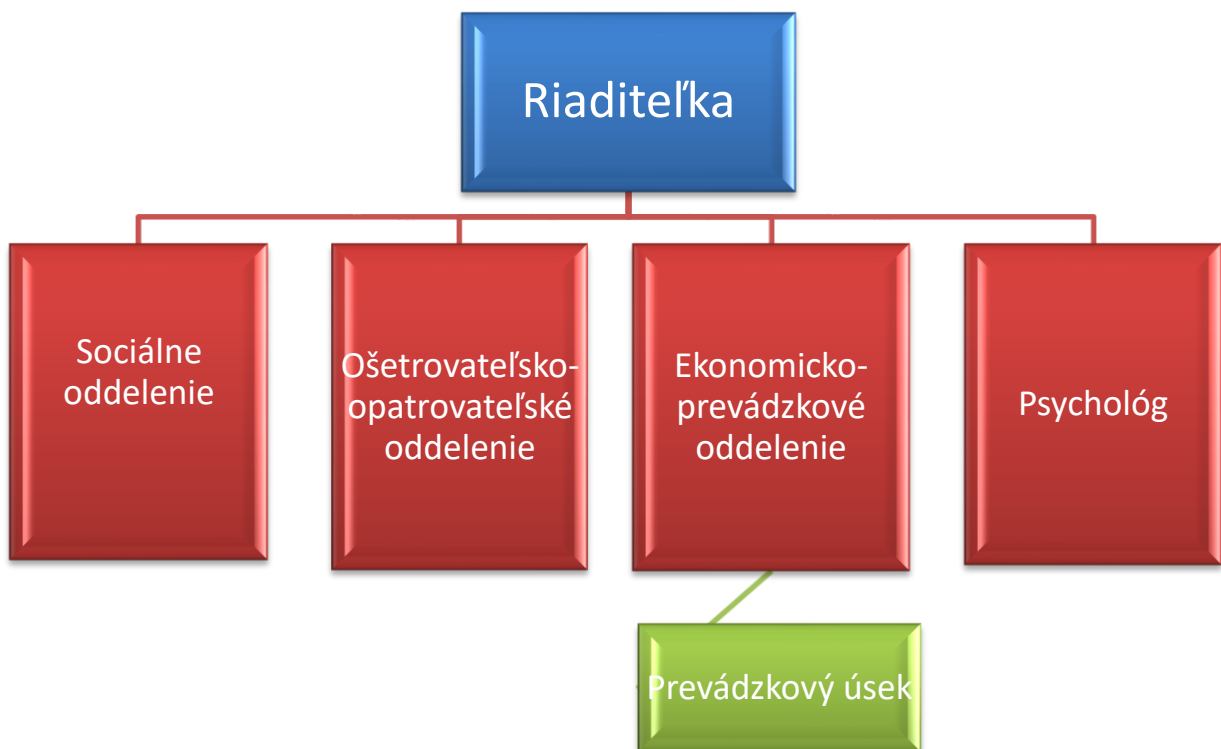 Riaditeľka
Sociálne
oddelenie
Ošetrovateľsko-
opatrovateľské
oddelenie
Ekonomicko-
prevádzkové
oddelenie
Psychológ
Prevádzkový úsek